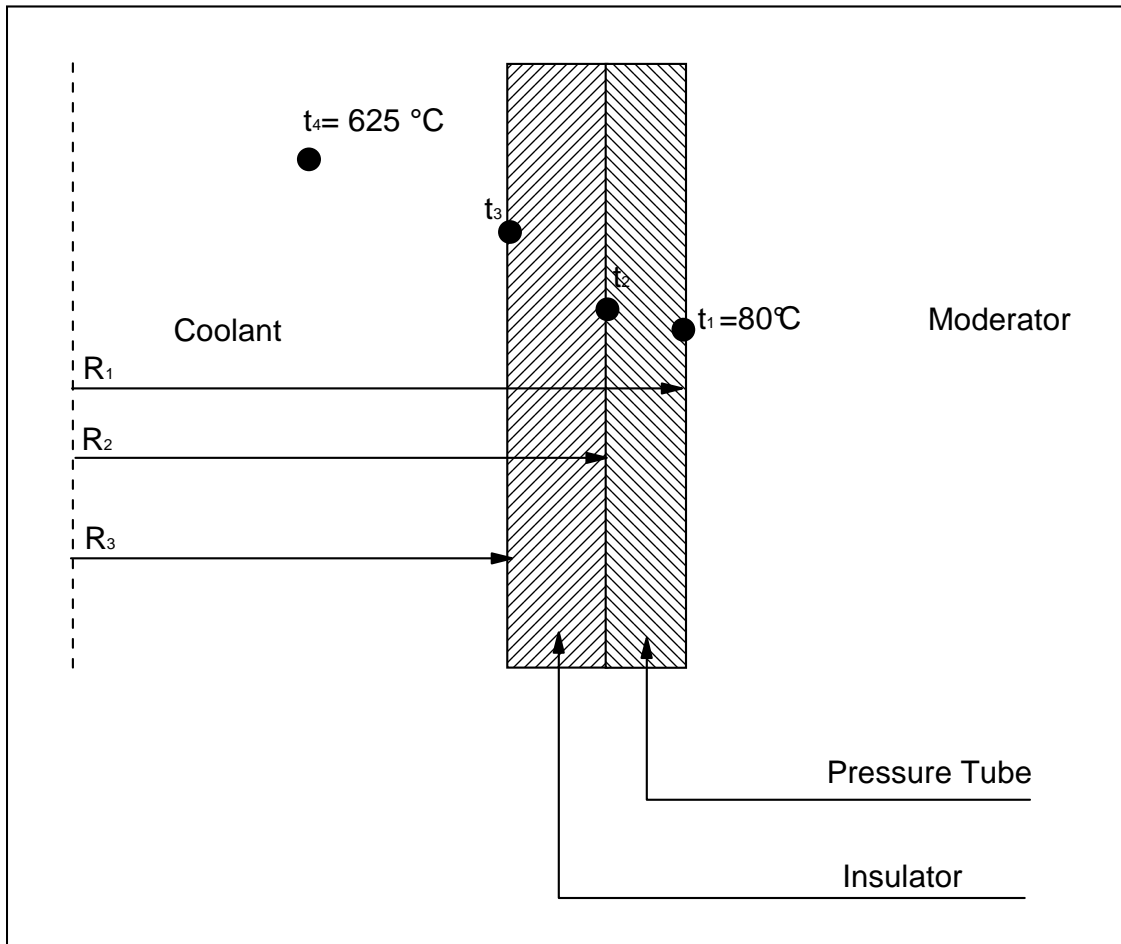 t₄= 625 °C
t₃
t₂
t₁ =80°C
Coolant
Moderator
R₁
R₂
R₃
Pressure Tube
Insulator